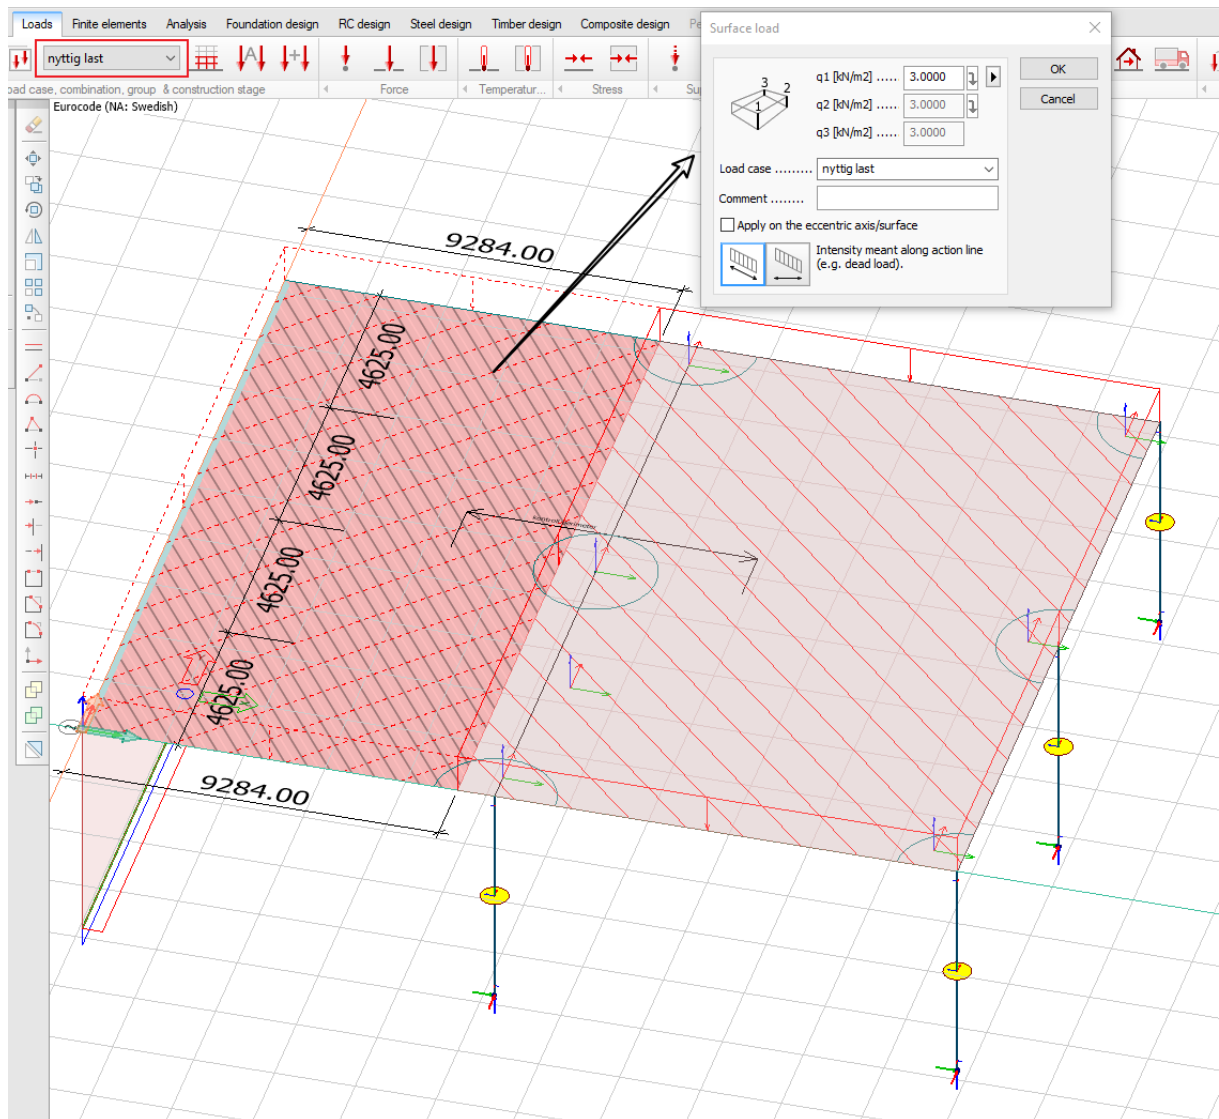 Loads Finite elements Analysis Foundation design RC design Steel design Timber design Composite design
nyttig last
oad case, combination, group & construction stage Force Temperatur... Stress
Eurocode (NA: Swedish)
Surface load
3
2
1
q1 [kN/m2] ...... 3.0000
q2 [kN/m2] ...... 3.0000
q3 [kN/m2] ...... 3.0000
OK
Cancel
Load case ......... nyttig last
Comment ........
Apply on the eccentric axis/surface
Intensity meant along action line
(e.g. dead load).
9284.00
4625.00
4625.00
4625.00
4625.00
9284.00